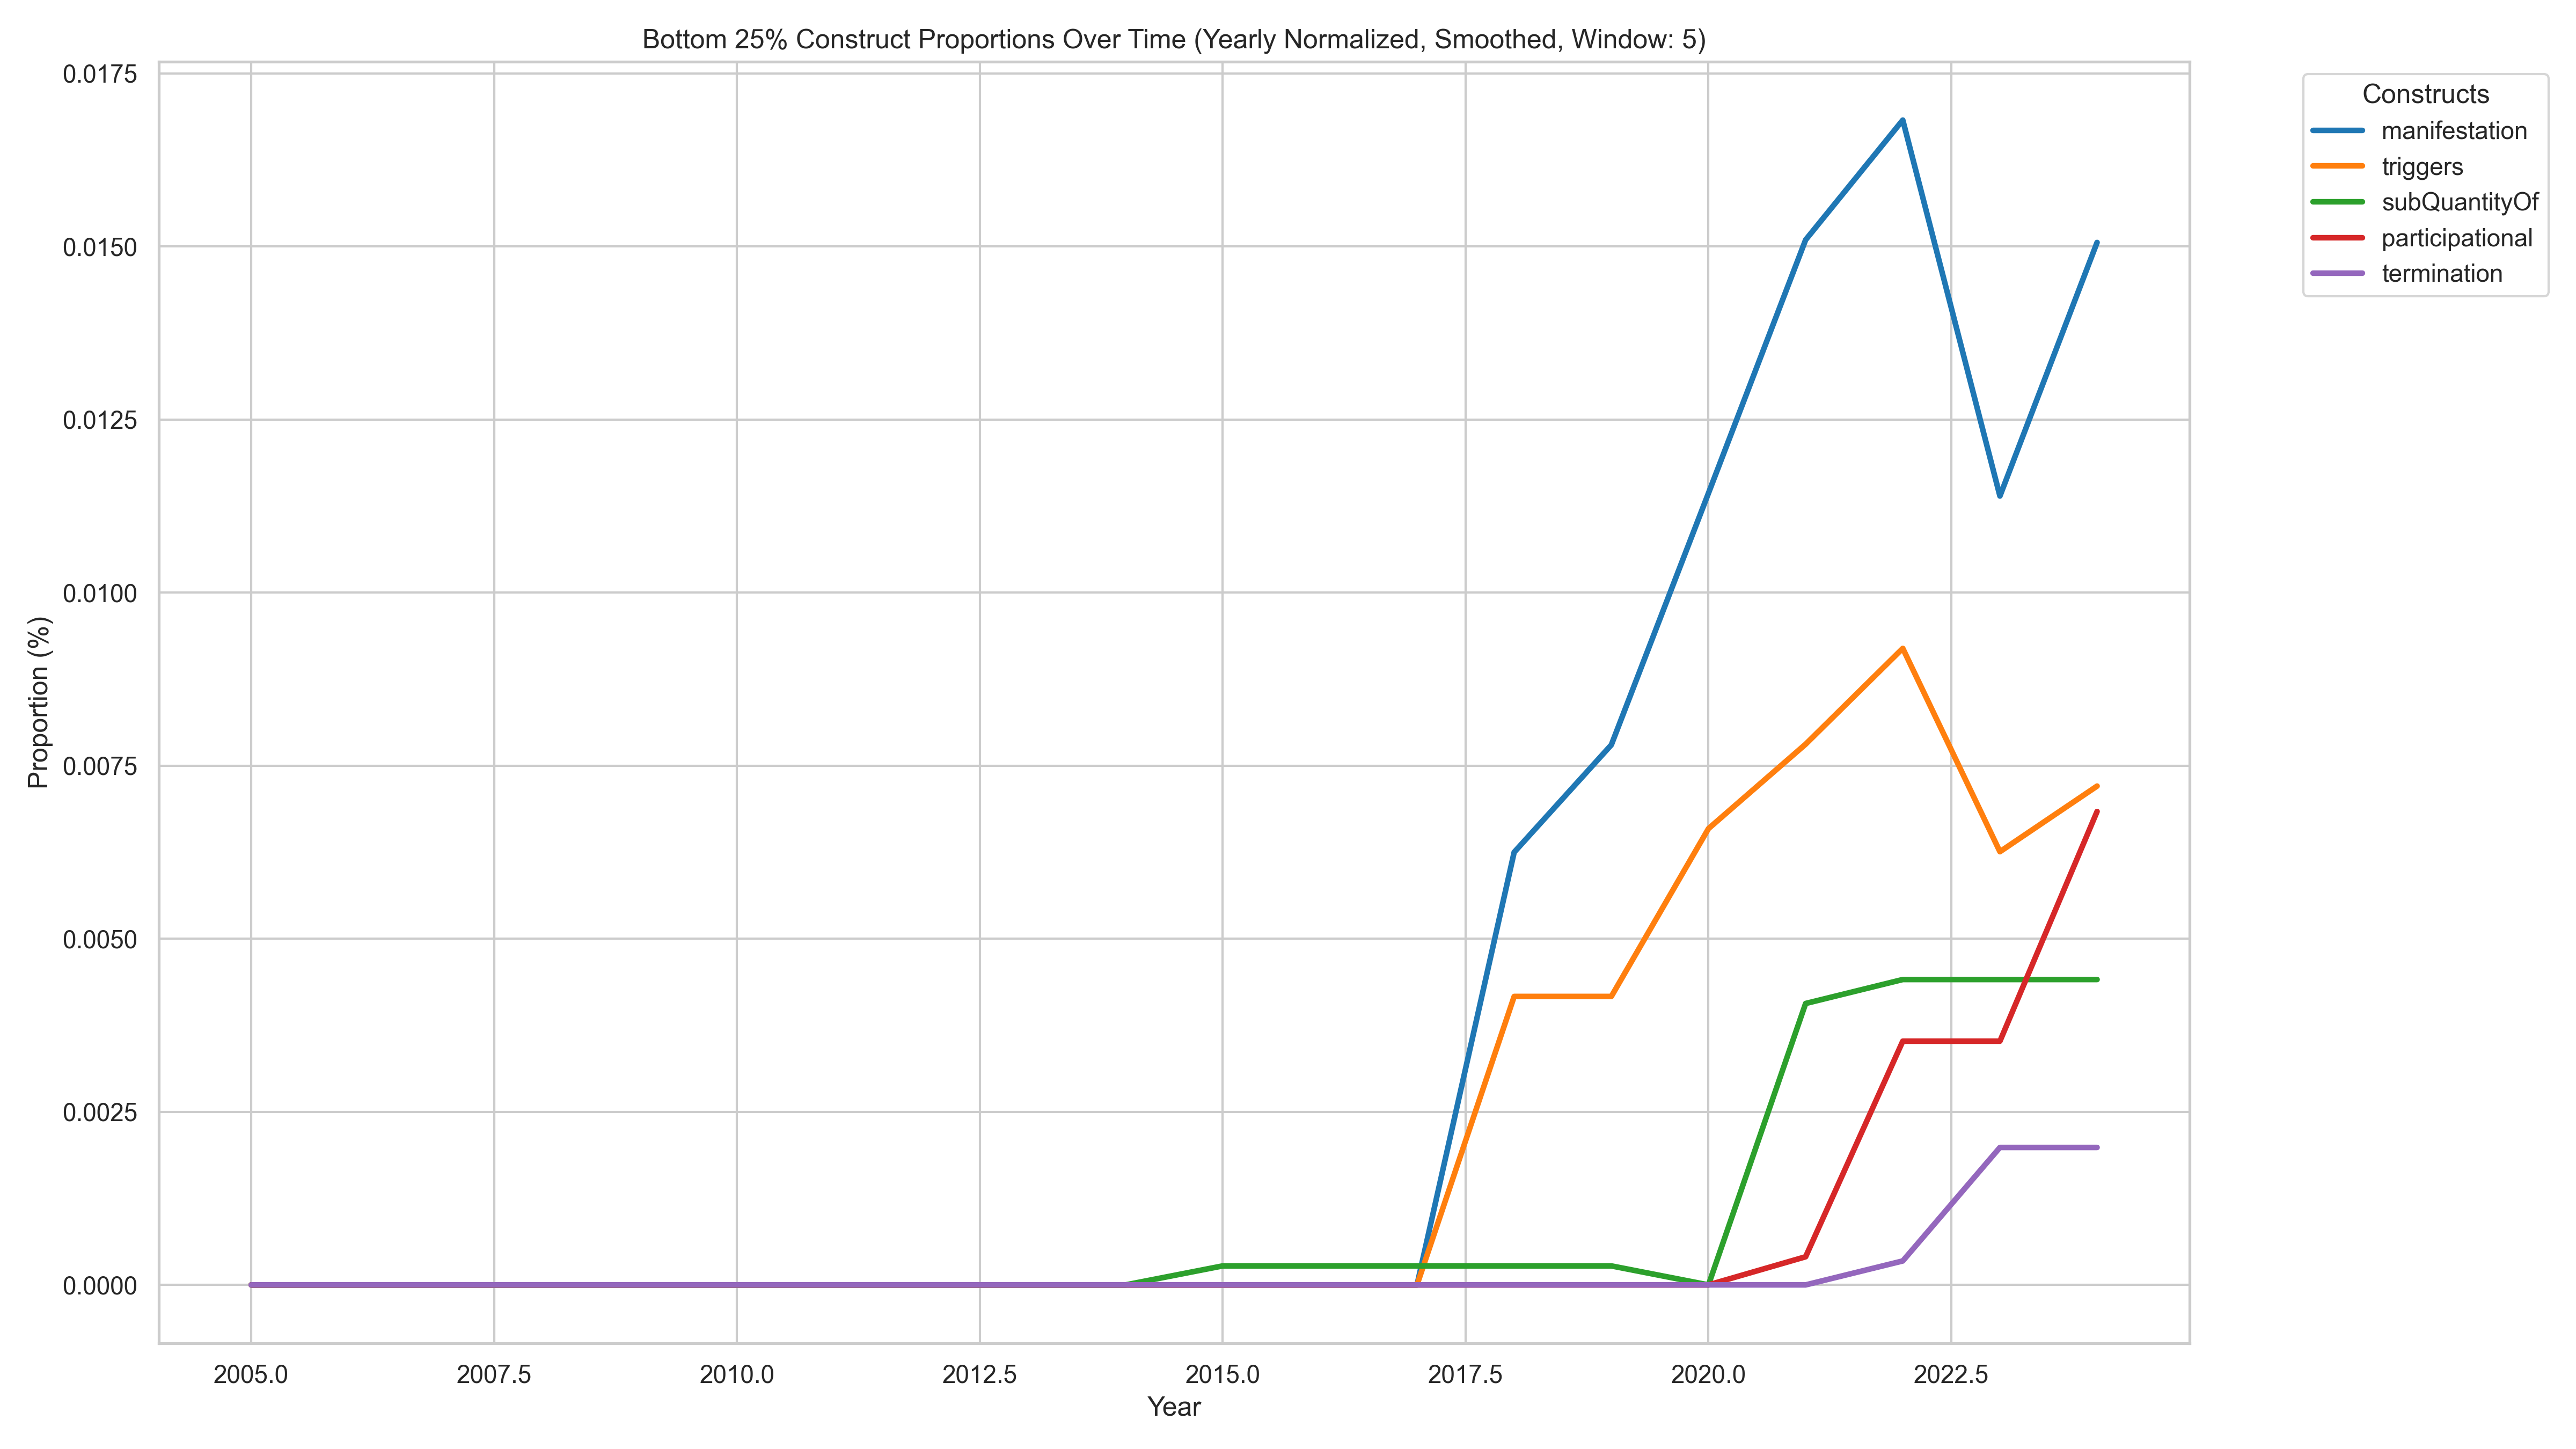 Bottom 25% Construct Proportions Over Time (Yearly Normalized, Smoothed, Window: 5)
Constructs
manifestation
triggers
subQuantityOf
participational
termination
Proportion (%)
0.0175
0.0150
0.0125
0.0100
0.0075
0.0050
0.0025
0.0000
2005.0 2007.5 2010.0 2012.5 2015.0 2017.5 2020.0 2022.5
Year